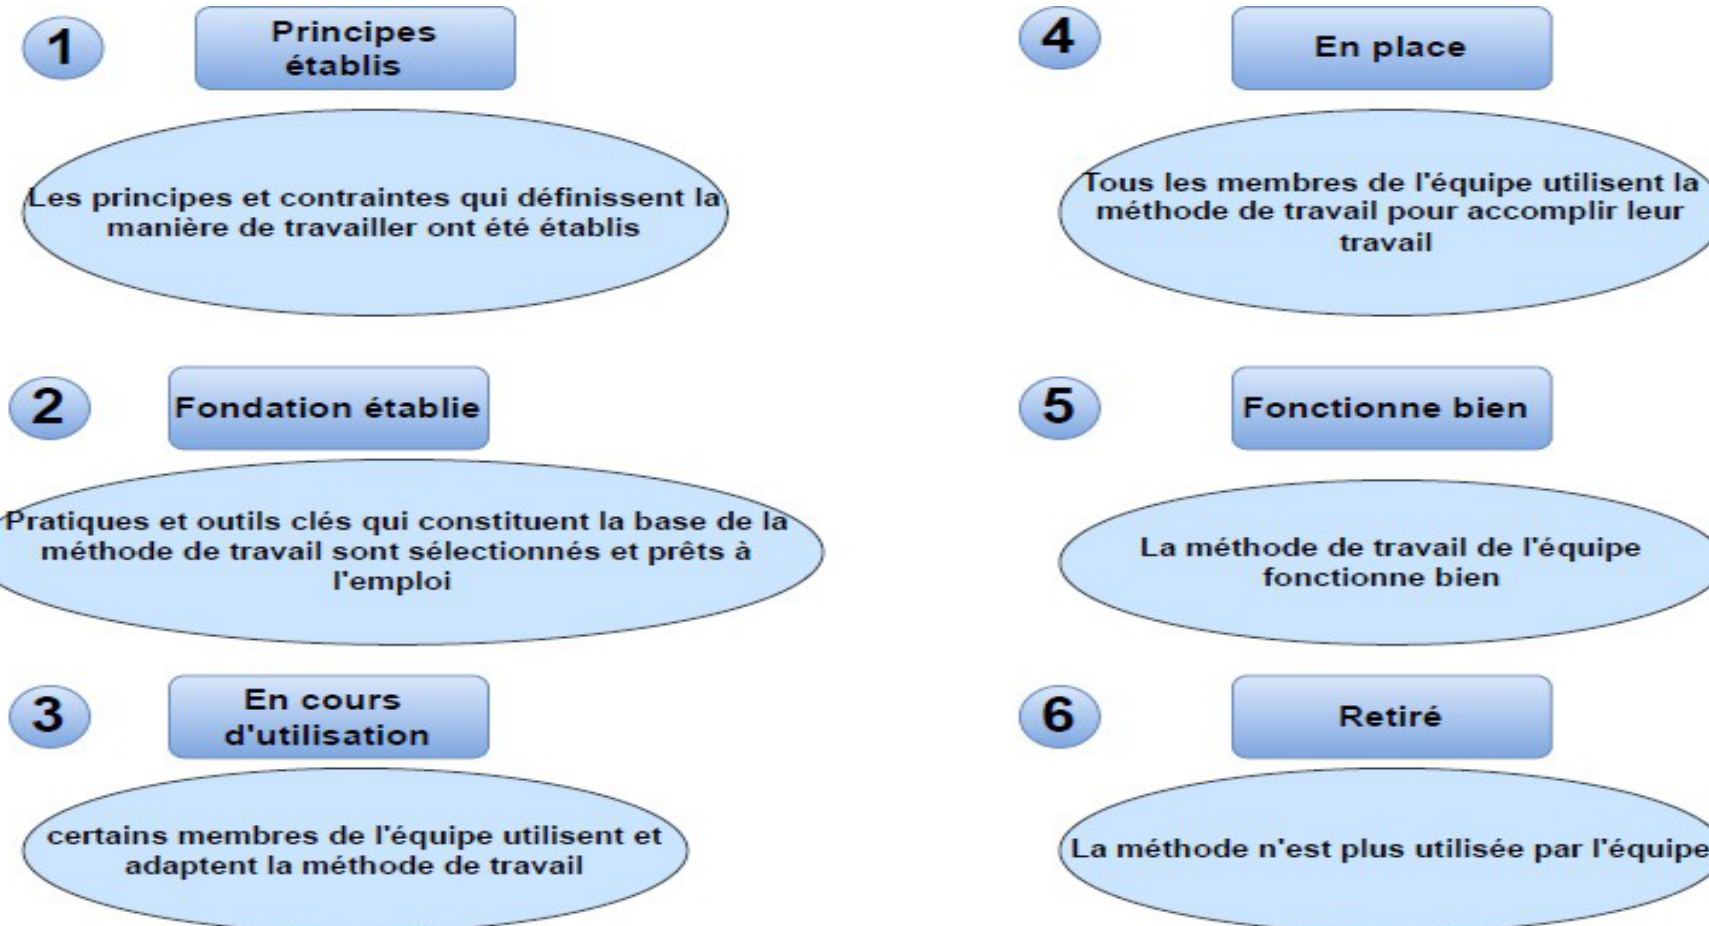 1
Principes
établis
Les principes et contraintes qui définissent la
manière de travailler ont été établis
2
Fondation établie
Pratiques et outils clés qui constituent la base de la
méthode de travail sont sélectionnés et prêts à
l'emploi
3
En cours
d'utilisation
certains membres de l'équipe utilisent et
adaptent la méthode de travail
4
En place
Tous les membres de l'équipe utilisent la
méthode de travail pour accomplir leur
travail
5
Fonctionne bien
La méthode de travail de l'équipe
fonctionne bien
6
Retiré
La méthode n'est plus utilisée par l'équipe